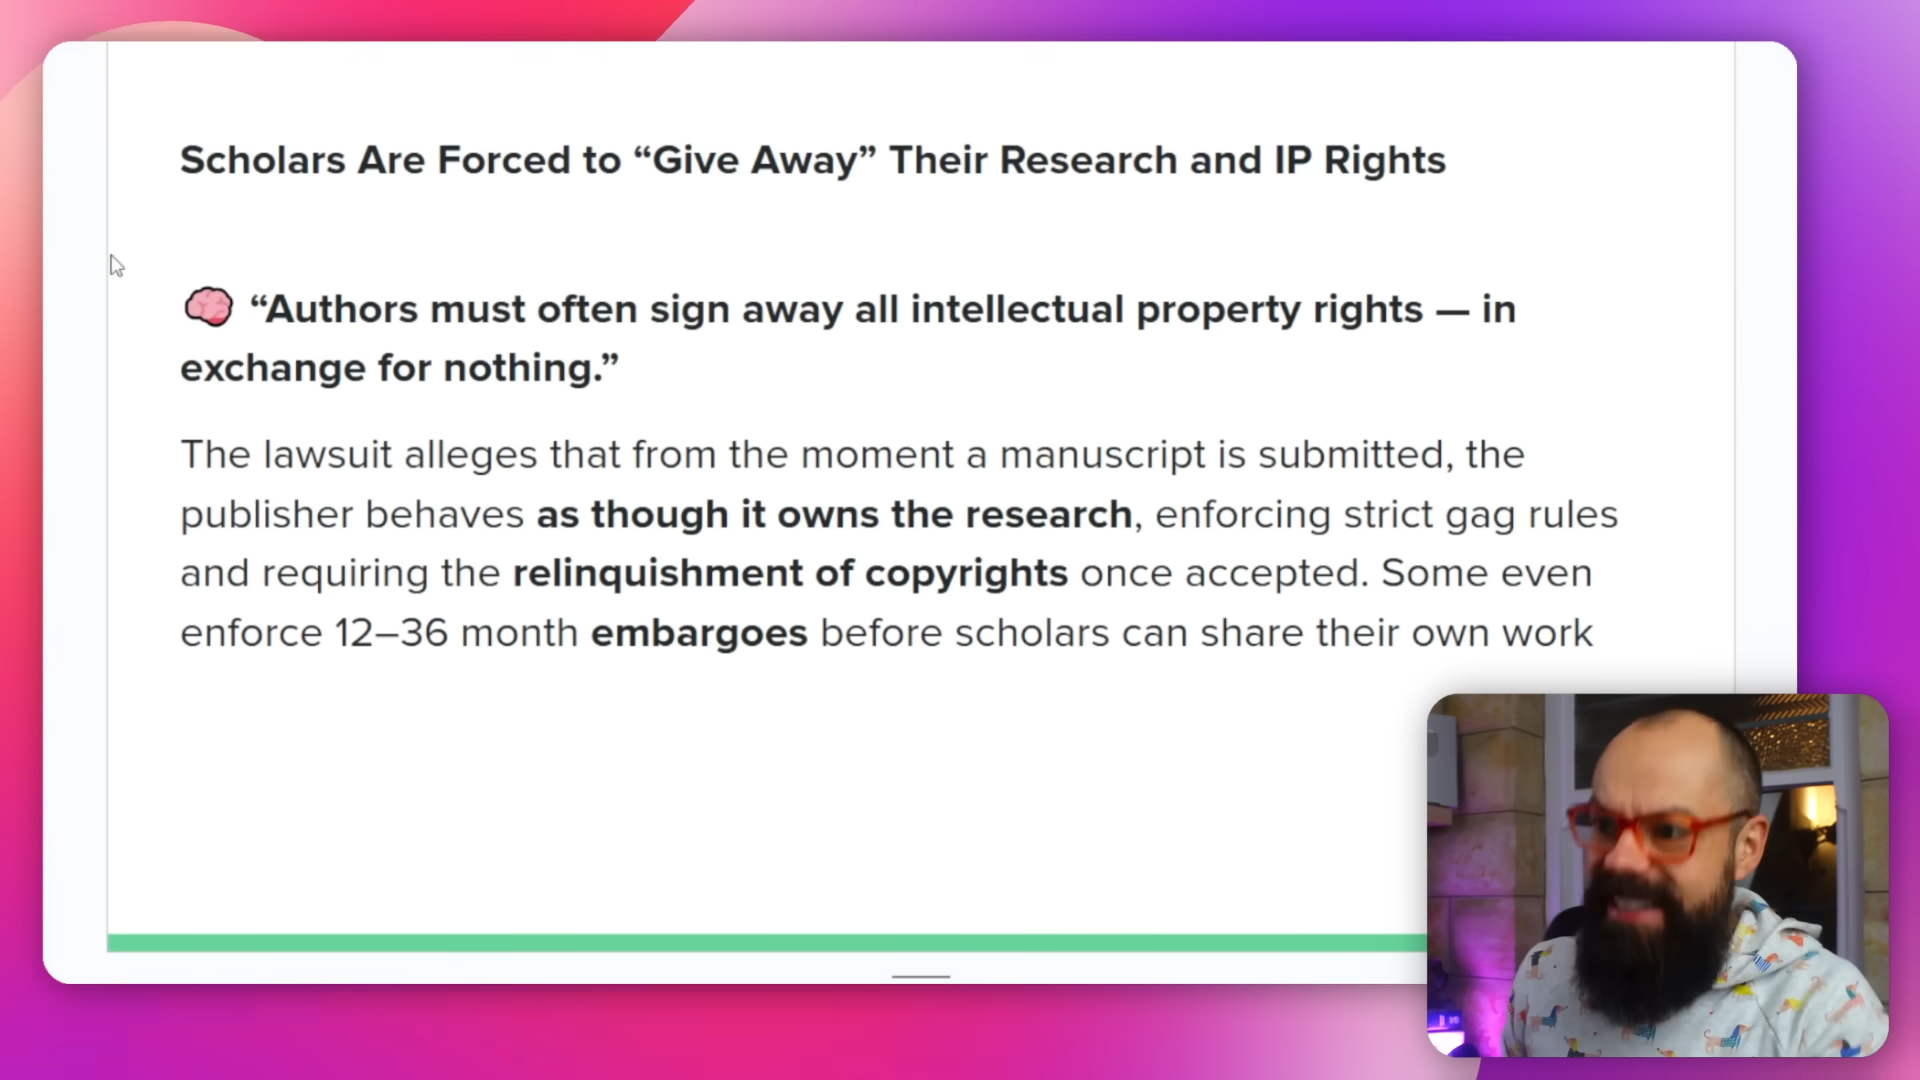 Scholars Are Forced to “Give Away” Their Research and IP Rights
🧠 “Authors must often sign away all intellectual property rights — in
exchange for nothing.”
The lawsuit alleges that from the moment a manuscript is submitted, the
publisher behaves as though it owns the research, enforcing strict gag rules
and requiring the relinquishment of copyrights once accepted. Some even
enforce 12–36 month embargoes before scholars can share their own work